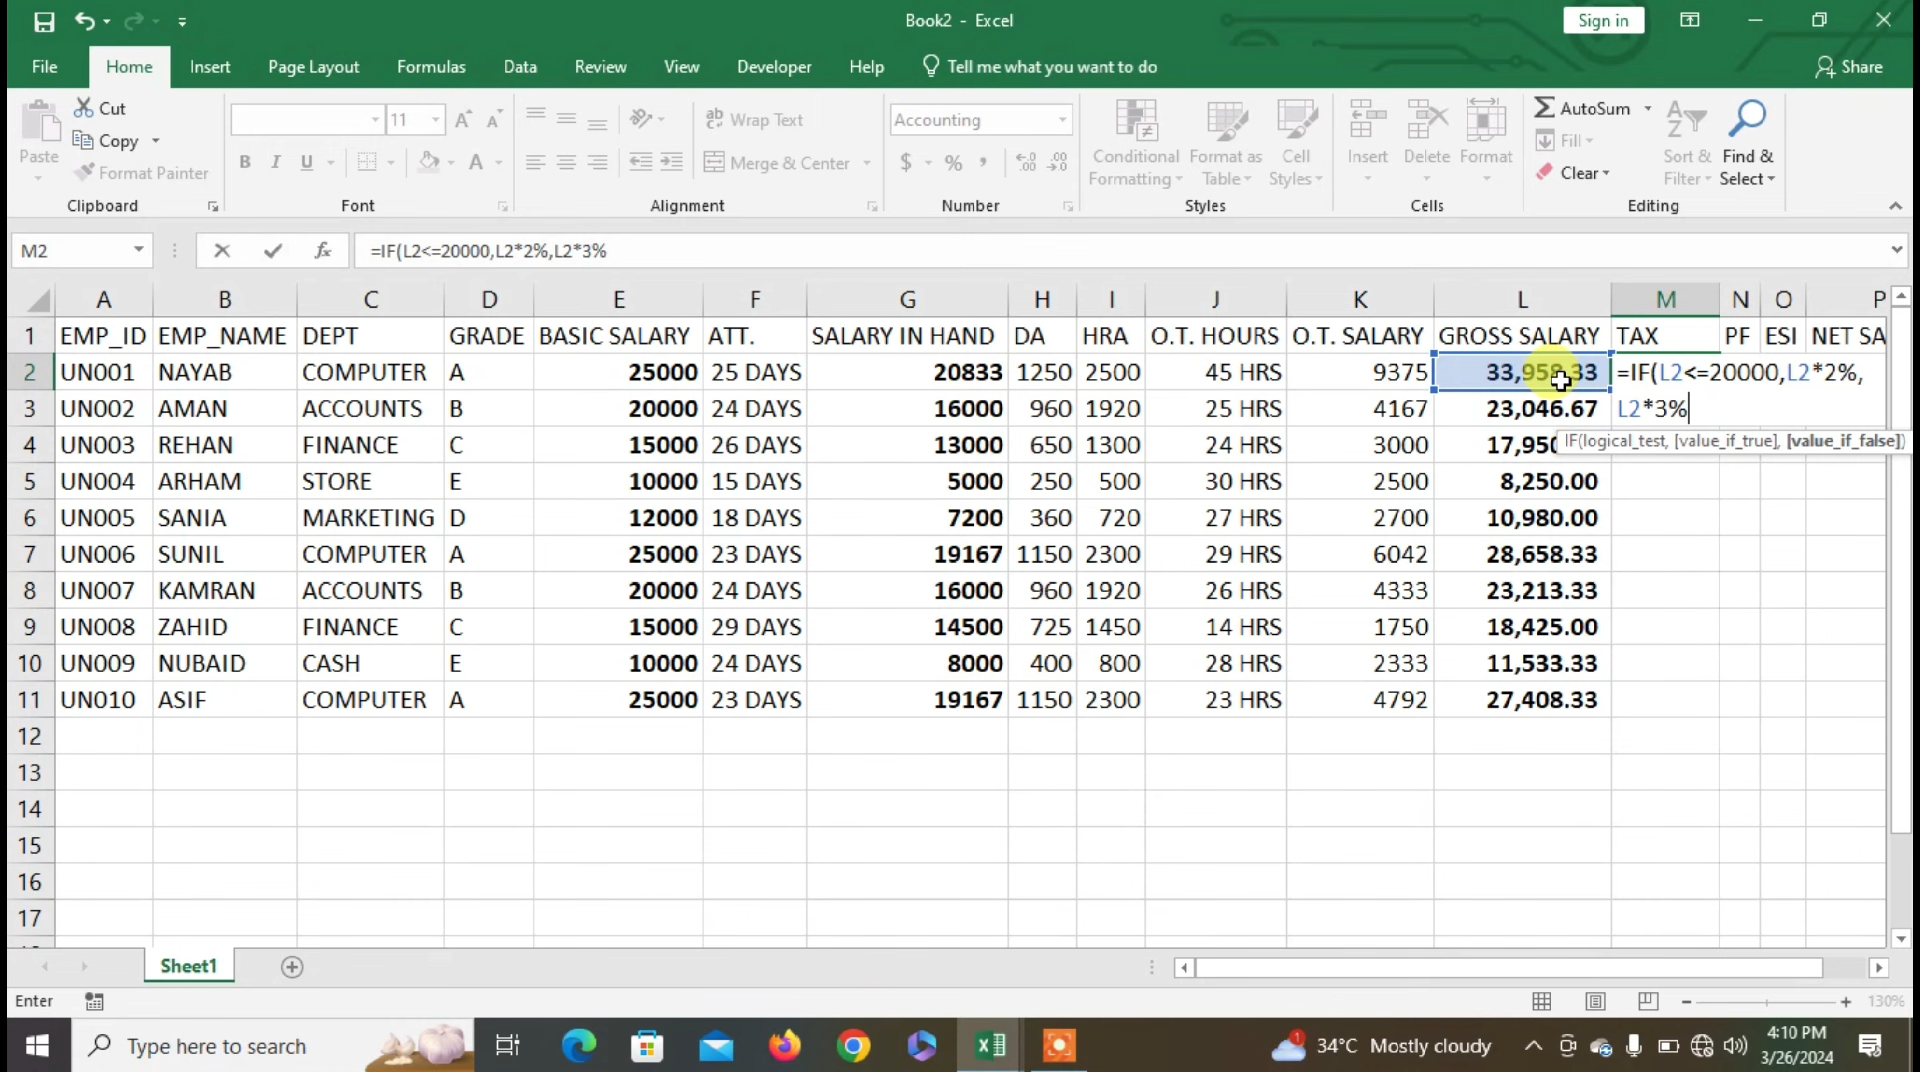 Book2 - Excel
Sign in
File Home Insert Page Layout Formulas Data Review View Developer Help Tell me what you want to do Share
Paste
Cut
Copy
Format Painter
Clipboard
11
Font
Wrap Text
Merge & Center
Alignment
Accounting
Number
Conditional Formatting
Format as Table
Cell Styles
Styles
Insert Delete Format
Cells
AutoSum
Fill
Clear
Sort & Filter
Find & Select
Editing
M2 =IF(L2<=20000,L2*2%,L2*3%
A B C D E F G H I J K L M N O P
1 EMP_ID EMP_NAME DEPT GRADE BASIC SALARY ATT. SALARY IN HAND DA HRA O.T. HOURS O.T. SALARY GROSS SALARY TAX PF ESI NET SA
2 UN001 NAYAB COMPUTER A 25000 25 DAYS 20833 1250 2500 45 HRS 9375 33,958.33 =IF(L2<=20000,L2*2%,
3 UN002 AMAN ACCOUNTS B 20000 24 DAYS 16000 960 1920 25 HRS 4167 23,046.67 L2*3%
IF(logical_test, [value_if_true], [value_if_false])
4 UN003 REHAN FINANCE C 15000 26 DAYS 13000 650 1300 24 HRS 3000 17,950
5 UN004 ARHAM STORE E 10000 15 DAYS 5000 250 500 30 HRS 2500 8,250.00
6 UN005 SANIA MARKETING D 12000 18 DAYS 7200 360 720 27 HRS 2700 10,980.00
7 UN006 SUNIL COMPUTER A 25000 23 DAYS 19167 1150 2300 29 HRS 6042 28,658.33
8 UN007 KAMRAN ACCOUNTS B 20000 24 DAYS 16000 960 1920 26 HRS 4333 23,213.33
9 UN008 ZAHID FINANCE C 15000 29 DAYS 14500 725 1450 14 HRS 1750 18,425.00
10 UN009 NUBAID CASH E 10000 24 DAYS 8000 400 800 28 HRS 2333 11,533.33
11 UN010 ASIF COMPUTER A 25000 23 DAYS 19167 1150 2300 23 HRS 4792 27,408.33
12
13
14
15
16
17
Sheet1
Enter 130%
Type here to search
34°C Mostly cloudy
4:10 PM
3/26/2024